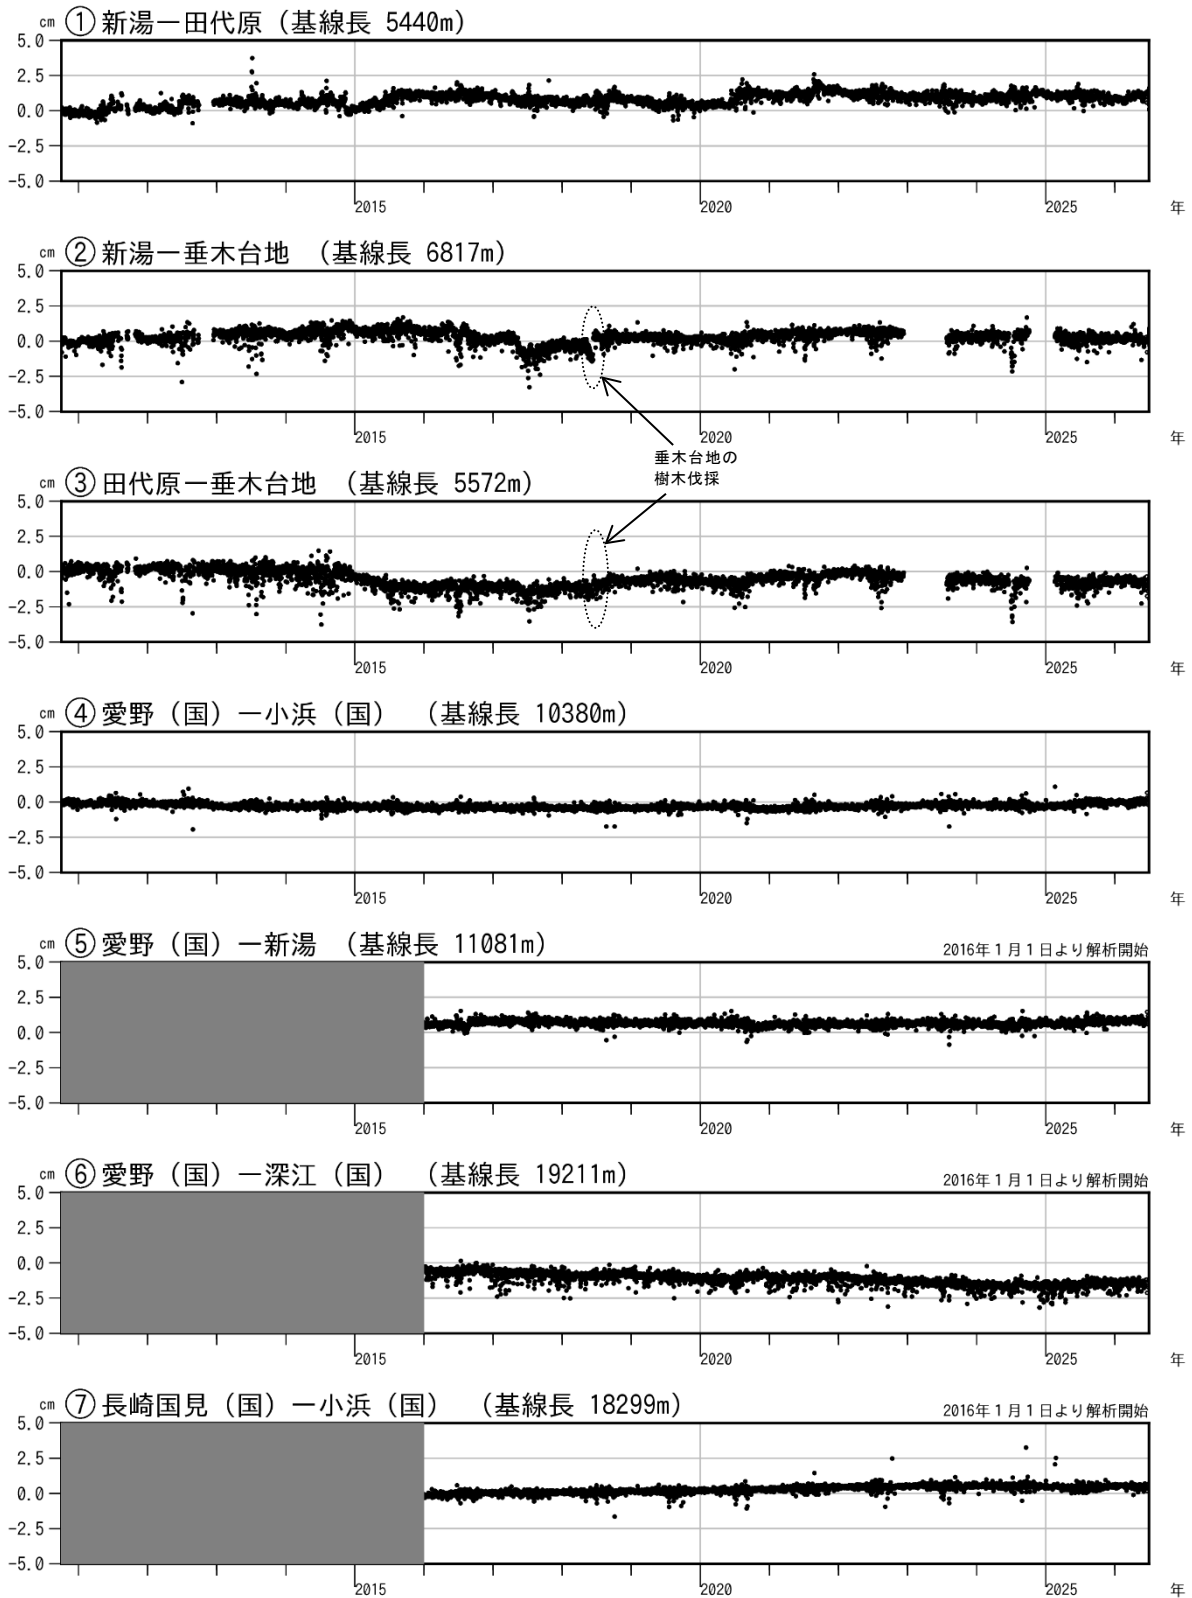 cm ①新湯ー田代原（基線長 5440m）
5.0
2.5
0.0
-2.5
-5.0
2015 2020 2025 年
cm ②新湯ー垂木台地 （基線長 6817m）
5.0
2.5
0.0
-2.5
-5.0
2015 2020 2025 年
垂木台地の
樹木伐採
cm ③田代原ー垂木台地 （基線長 5572m）
5.0
2.5
0.0
-2.5
-5.0
2015 2020 2025 年
cm ④愛野（国）ー小浜（国） （基線長 10380m）
5.0
2.5
0.0
-2.5
-5.0
2015 2020 2025 年
cm ⑤愛野（国）ー新湯 （基線長 11081m） 2016年１月１日より解析開始
5.0
2.5
0.0
-2.5
-5.0
2015 2020 2025 年
cm ⑥愛野（国）ー深江（国） （基線長 19211m） 2016年１月１日より解析開始
5.0
2.5
0.0
-2.5
-5.0
2015 2020 2025 年
cm ⑦長崎国見（国）ー小浜（国） （基線長 18299m） 2016年１月１日より解析開始
5.0
2.5
0.0
-2.5
-5.0
2015 2020 2025 年